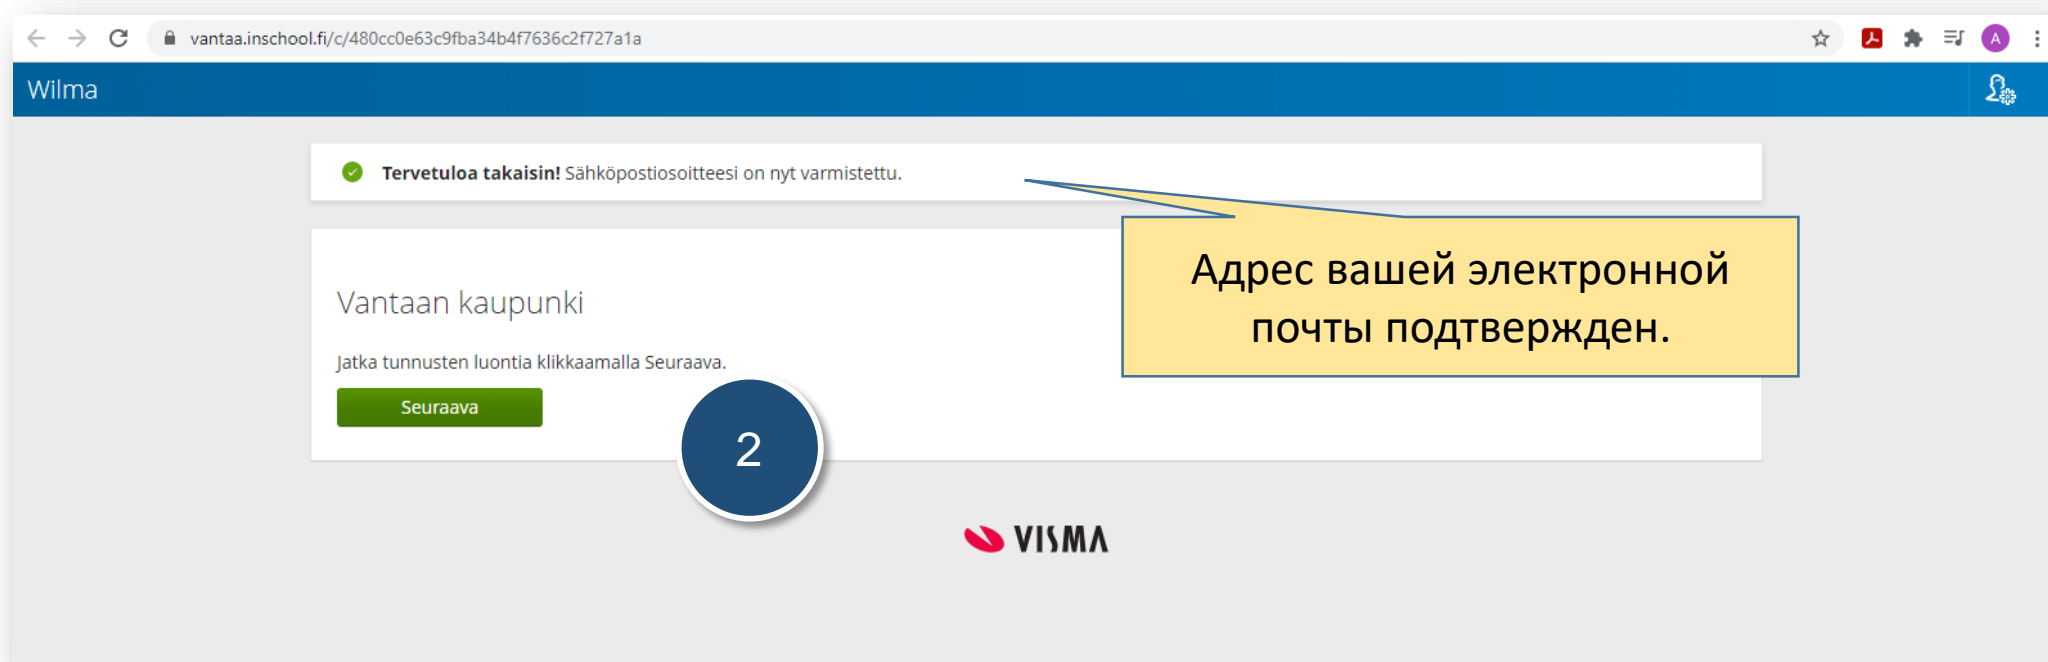 vantaa.inschool.fi/c/480cc0e63c9fba34b4f7636c2f727a1a
A
Wilma
Tervetuloa takaisin! Sähköpostiosoitteesi on nyt varmistettu.
Адрес вашей электронной
почты подтвержден.
Vantaan kaupunki
Jatka tunnusten luontia klikkaamalla Seuraava.
Seuraava
2
VISMA